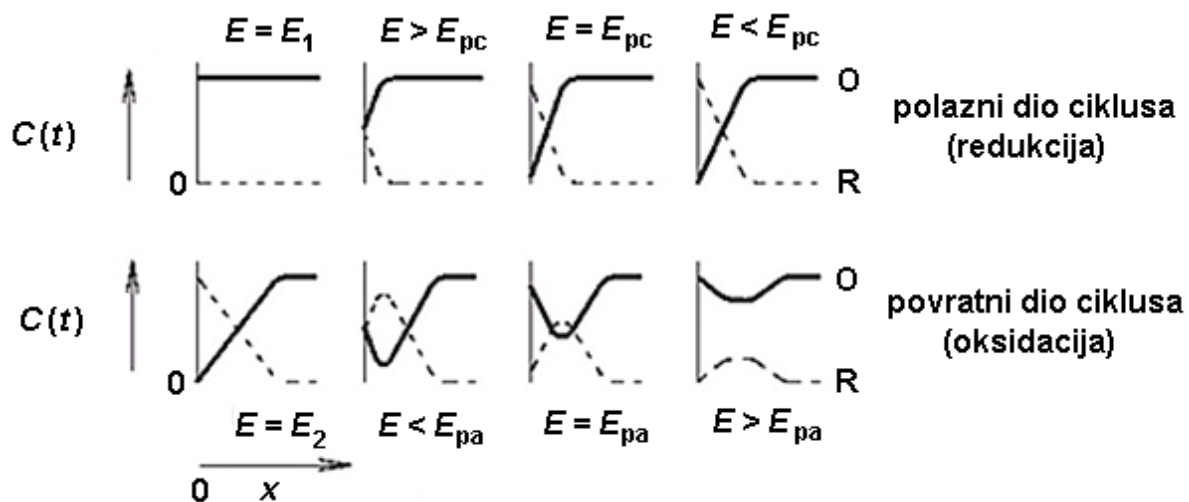 E = E₁ E > Eₚc E = Eₚc E < Eₚc
C(t)
0
O
R
polazni dio ciklusa
(redukcija)
C(t)
0
O
R
povratni dio ciklusa
(oksidacija)
E = E₂ E < Eₚₐ E = Eₚₐ E > Eₚₐ
0 x